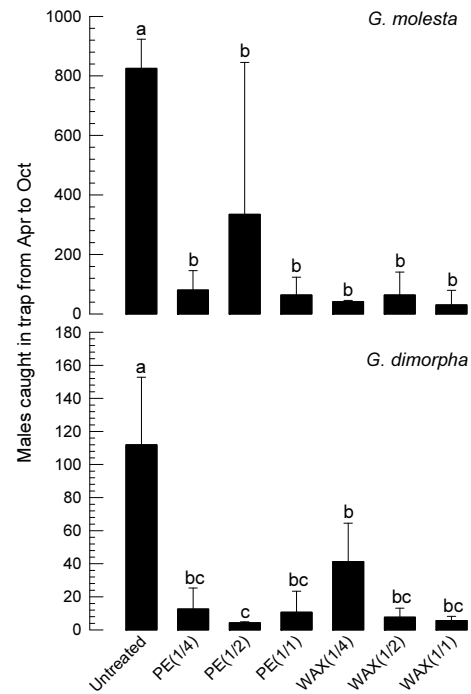 G. molesta
a
b
b
b
b
b
b
1000
800
600
400
200
0
Males caught in trap from Apr to Oct
G. dimorpha
a
bc
c
bc
b
bc
bc
180
160
140
120
100
80
60
40
20
0
Untreated
PE(1/4)
PE(1/2)
PE(1/1)
WAX(1/4)
WAX(1/2)
WAX(1/1)